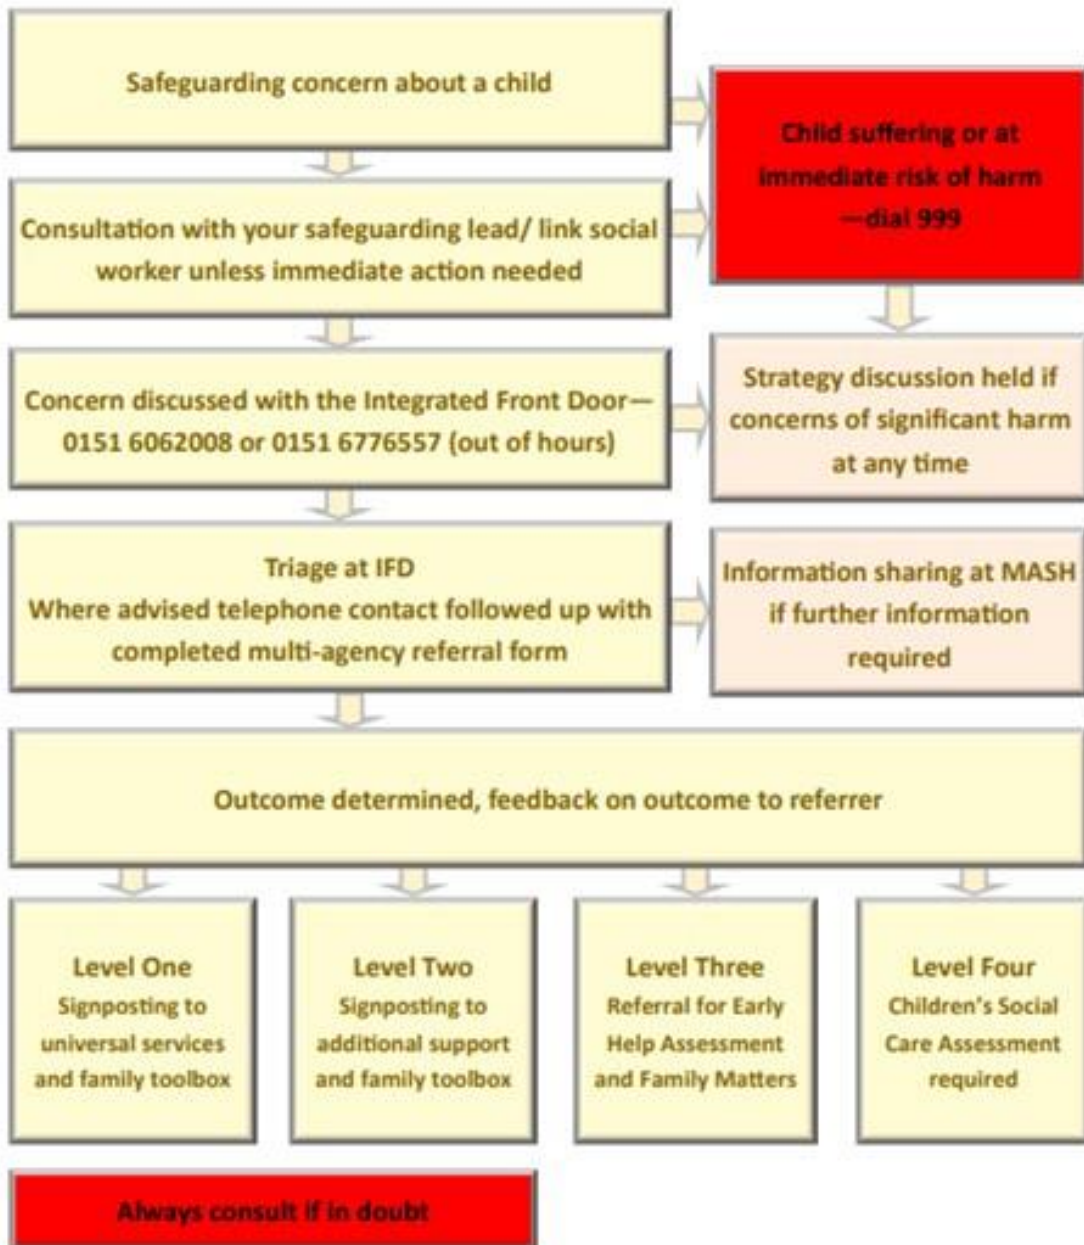 Safeguarding concern about a child
Child suffering or at
immediate risk of harm
—dial 999
Consultation with your safeguarding lead/ link social
worker unless immediate action needed
Concern discussed with the Integrated Front Door—
0151 6062008 or 0151 6776557 (out of hours)
Strategy discussion held if
concerns of significant harm
at any time
Triage at IFD
Where advised telephone contact followed up with
completed multi-agency referral form
Information sharing at MASH
if further information
required
Outcome determined, feedback on outcome to referrer
Level One
Signposting to
universal services
and family toolbox
Level Two
Signposting to
additional support
and family toolbox
Level Three
Referral for Early
Help Assessment
and Family Matters
Level Four
Children's Social
Care Assessment
required
Always consult if in doubt